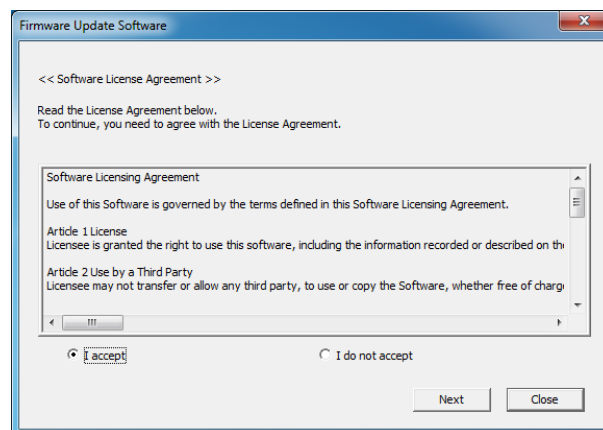 Firmware Update Software
<< Software License Agreement >>
Read the License Agreement below.
To continue, you need to agree with the License Agreement.
Software Licensing Agreement
Use of this Software is governed by the terms defined in this Software Licensing Agreement.
Article 1 License
Licensee is granted the right to use this software, including the information recorded or described on
Article 2 Use by a Third Party
Licensee may not transfer or allow any third party, to use or copy the Software, whether free of
I accept
I do not accept
Next
Close